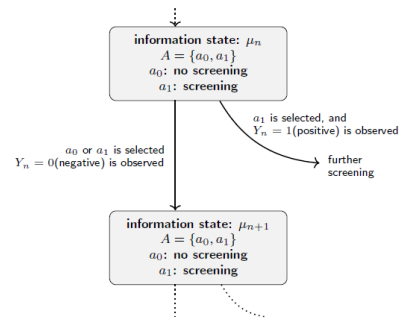 information state: μₙ
A = {a₀, a₁}
a₀: no screening
a₁: screening
a₁ is selected, and
Yₙ = 1(positive) is observed
a₀ or a₁ is selected
Yₙ = 0(negative) is observed
further
screening
information state: μₙ₊₁
A = {a₀, a₁}
a₀: no screening
a₁: screening